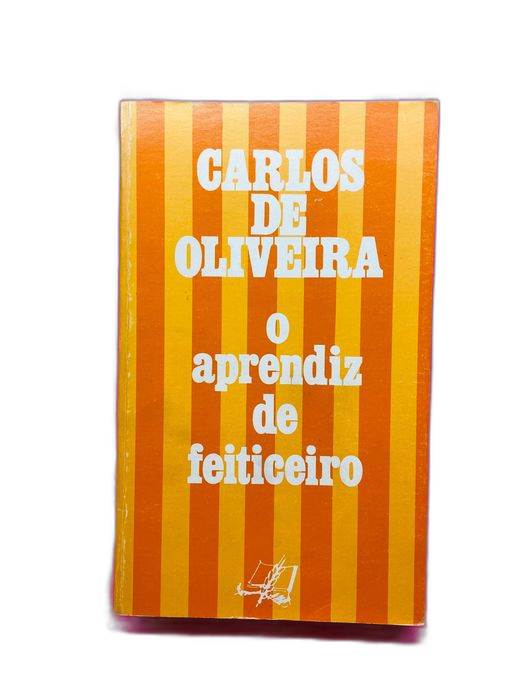 CARLOS
DE
OLIVEIRA
o
aprendiz
de
feiticeiro